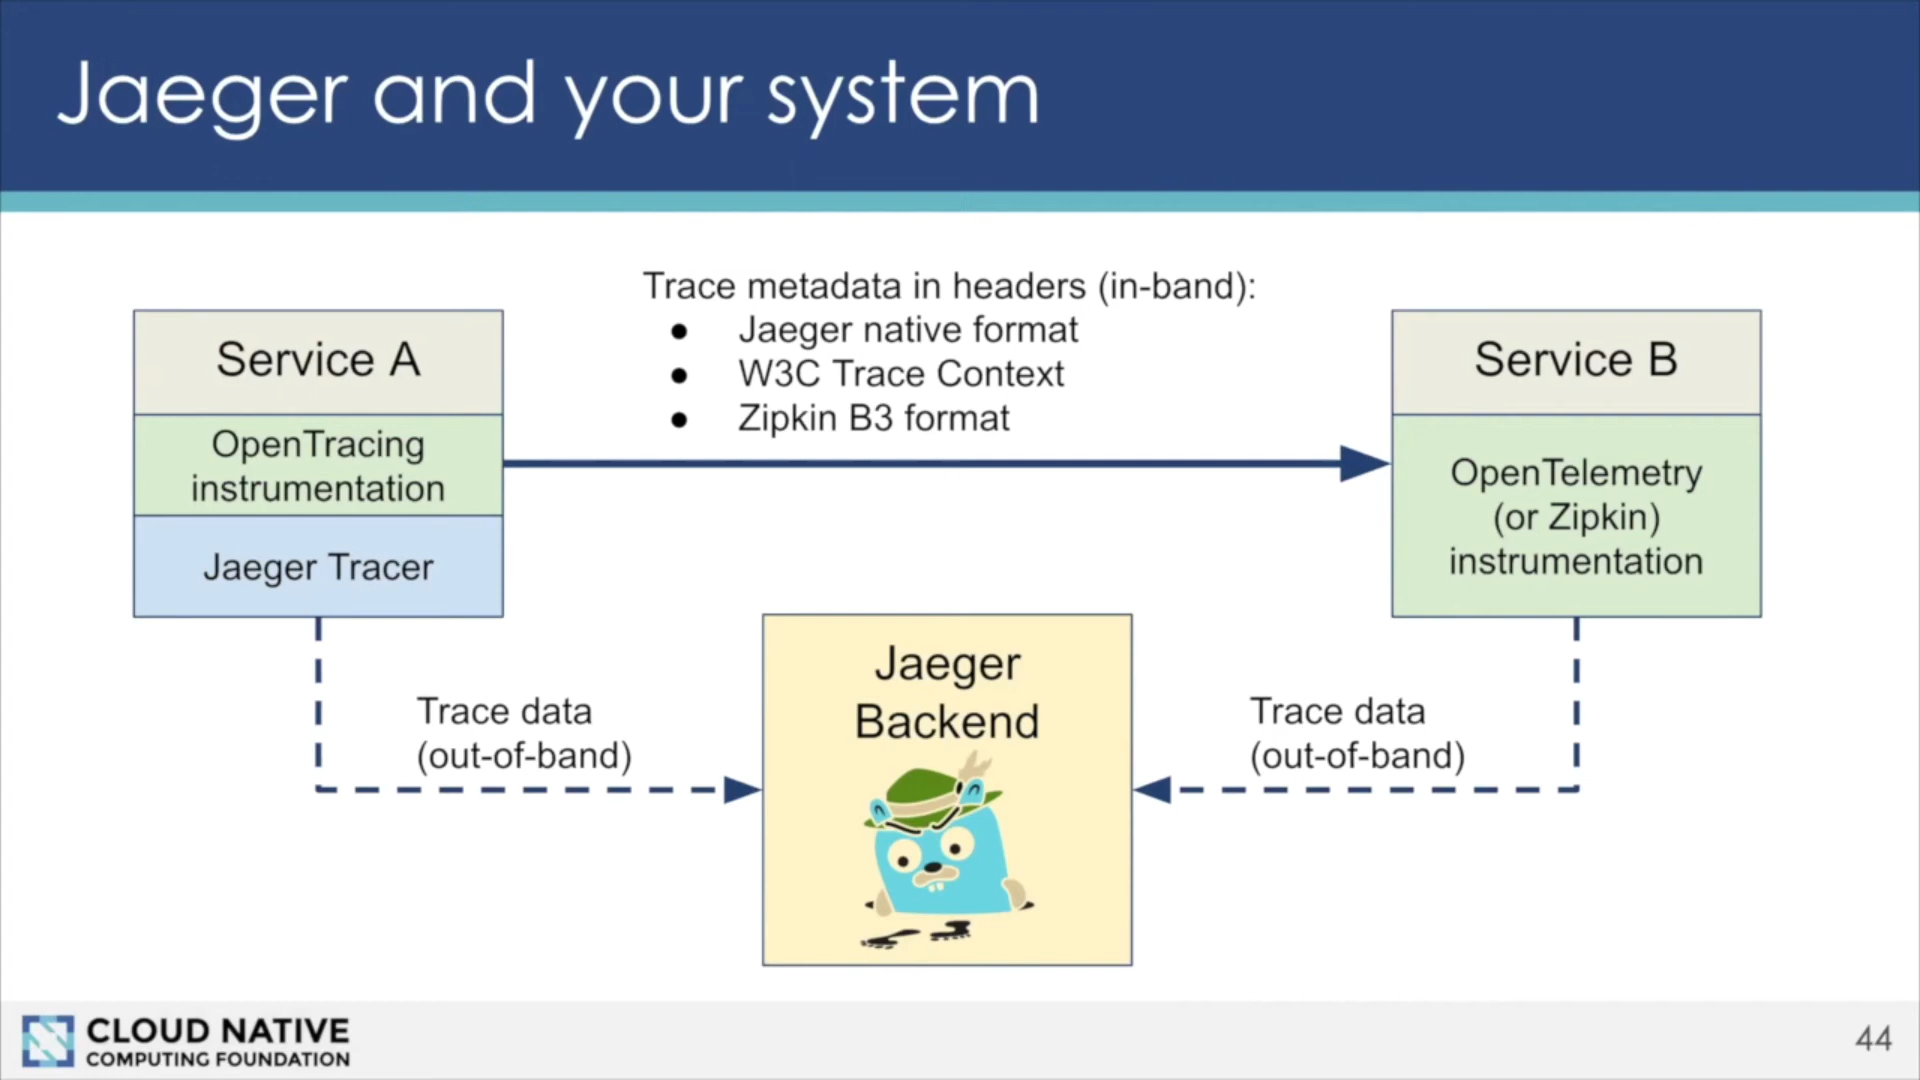 Jaeger and your system
Trace metadata in headers (in-band):
● Jaeger native format
● W3C Trace Context
● Zipkin B3 format
Service A
OpenTracing
instrumentation
Jaeger Tracer
Service B
OpenTelemetry
(or Zipkin)
instrumentation
Trace data
(out-of-band)
Jaeger
Backend
Trace data
(out-of-band)
CLOUD NATIVE
COMPUTING FOUNDATION
44